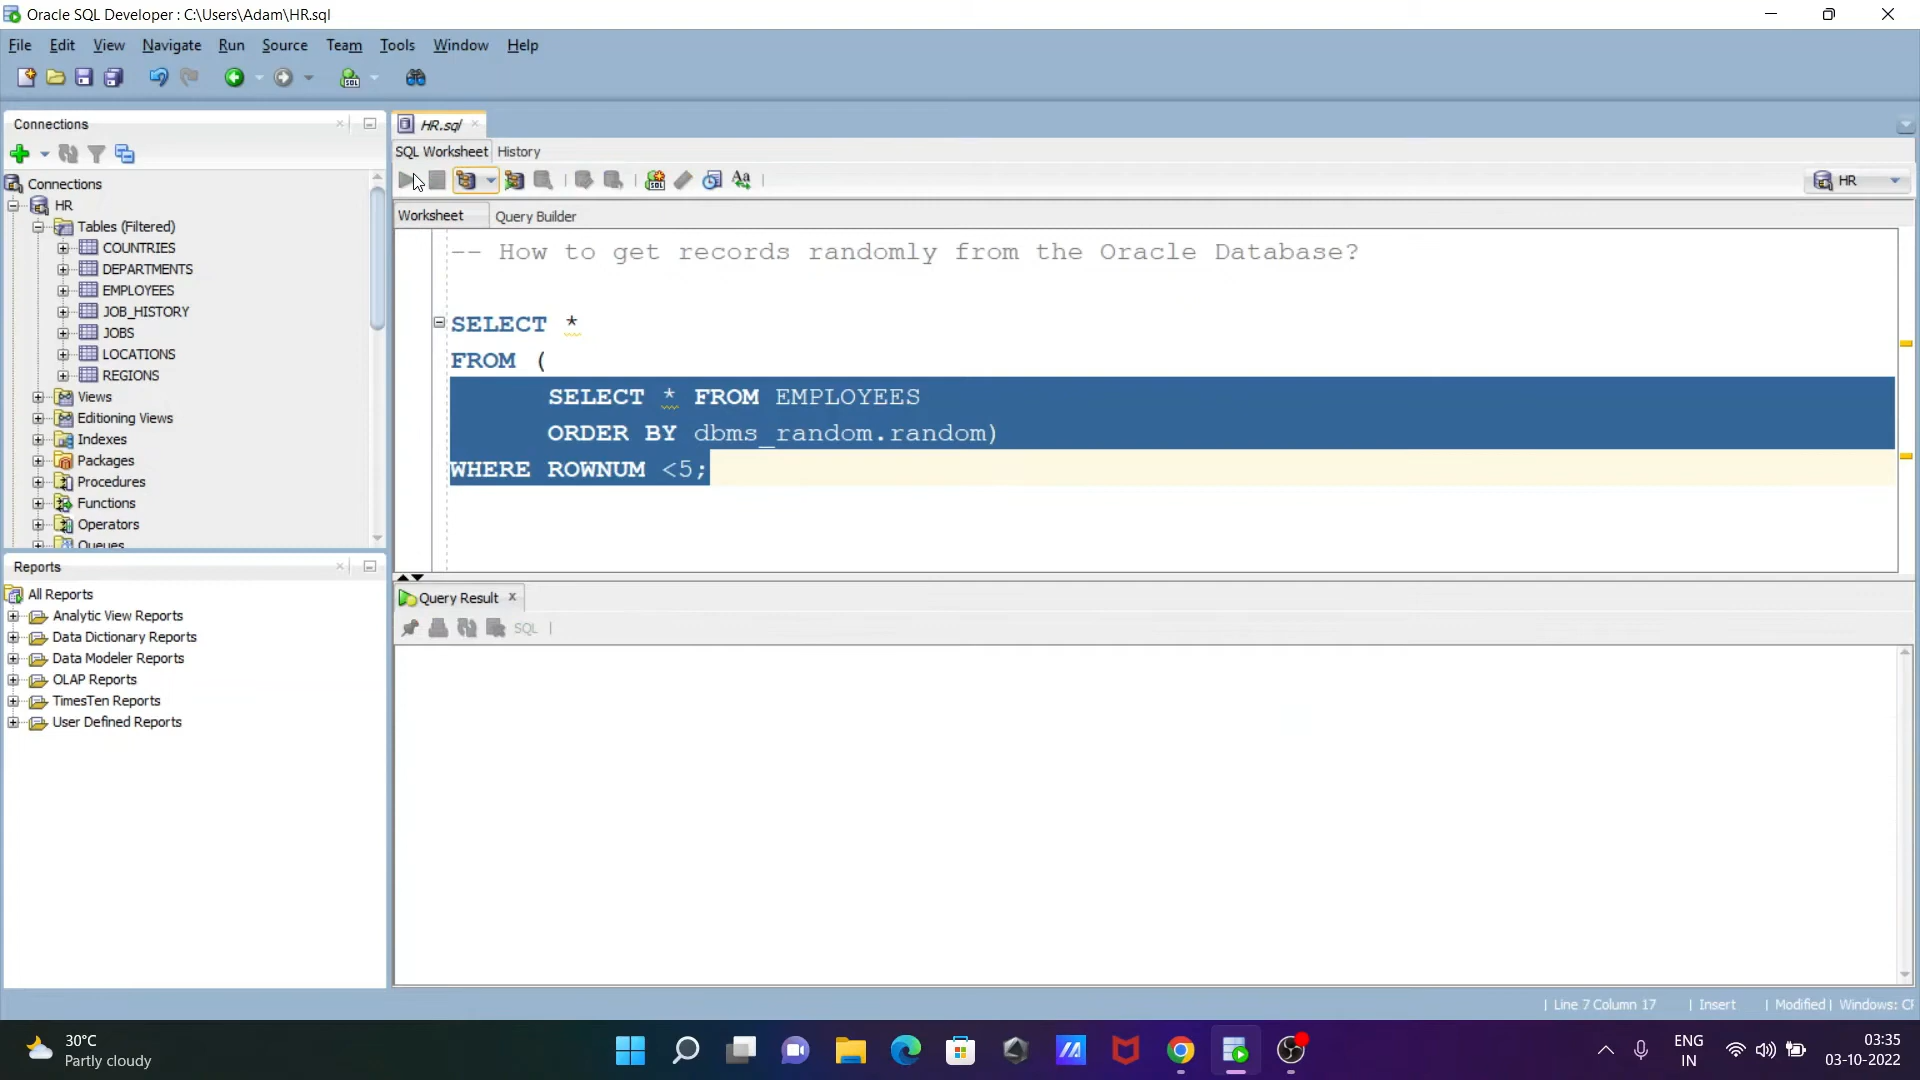 Oracle SQL Developer : C:\Users\Adam\HR.sql
File Edit View Navigate Run Source Team Tools Window Help
Connections
HR.sql
SQL Worksheet History
HR
Worksheet Query Builder
Connections
HR
Tables (Filtered)
COUNTRIES
DEPARTMENTS
EMPLOYEES
JOB_HISTORY
JOBS
LOCATIONS
REGIONS
Views
Editioning Views
Indexes
Packages
Procedures
Functions
Operators
Queues
-- How to get records randomly from the Oracle Database?
SELECT *
FROM (
SELECT * FROM EMPLOYEES
ORDER BY dbms_random.random)
WHERE ROWNUM <5;
Reports
All Reports
Analytic View Reports
Data Dictionary Reports
Data Modeler Reports
OLAP Reports
TimesTen Reports
User Defined Reports
Query Result
SQL
Line 7 Column 17 Insert Modified Windows:
30°C
Partly cloudy
ENG
IN
03:35
03-10-2022